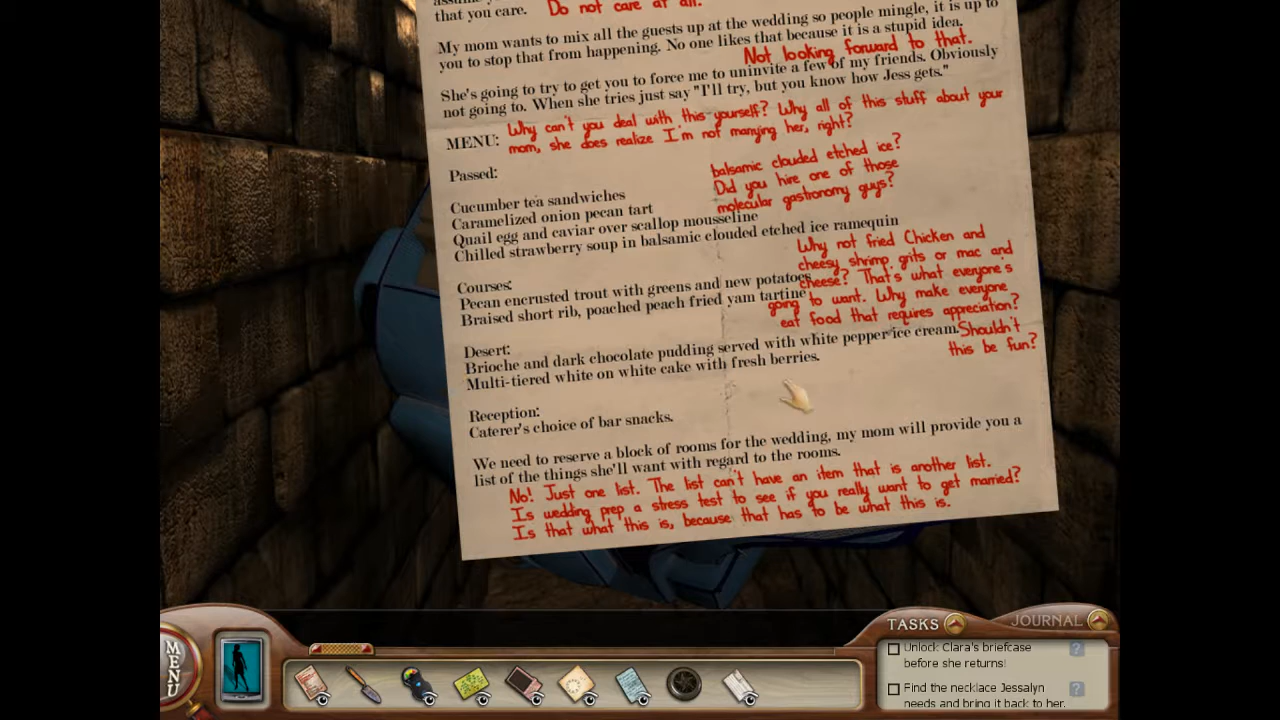 that you care.
Do not care at all.
My mom wants to mix all the guests up at the wedding so people mingle, it is up to
you to stop that from happening. No one likes that because it is a stupid idea.
Not looking forward to that.
She's going to try to get you to force me to uninvite a few of my friends. Obviously
not going to. When she tries just say "I'll try, but you know how Jess gets."
Why can't you deal with this yourself? Why all of this stuff about your
mom, she does realize I'm not marrying her, right?
MENU:
Passed:
balsamic clouded etched ice?
Did you hire one of those
molecular gastronomy guys?
Cucumber tea sandwiches
Caramelized onion pecan tart
Quail egg and caviar over scallop mousseline
Chilled strawberry soup in balsamic clouded etched ice ramequin
Why not fried Chicken and
cheesy shrimp grits or mac and
cheese? That's what everyone's
going to want. Why make everyone
eat food that requires appreciation?
Shouldn't
this be fun?
Courses:
Pecan encrusted trout with greens and new potatoes
Braised short rib, poached peach fried yam tartine
Desert:
Brioche and dark chocolate pudding served with white pepper ice cream.
Multi-tiered white on white cake with fresh berries.
Reception:
Caterer's choice of bar snacks.
We need to reserve a block of rooms for the wedding, my mom will provide you a
list of the things she'll want with regard to the rooms.
No! Just one list. The list can't have an item that is another list.
Is wedding prep a stress test to see if you really want to get married?
Is that what this is, because that has to be what this is.
MENU
TASKS
JOURNAL
Unlock Clara's briefcase
before she returns!
?
Find the necklace Jessalyn
needs and bring it back to her.
?